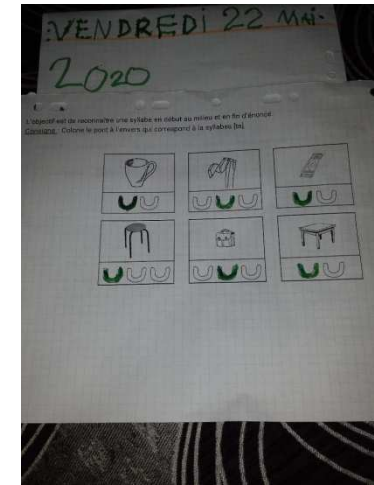 VENDREDI 22 MAI-
2020
L'objectif est de reconnaître une syllabe en début au milieu et en fin d'énoncé
Consigne : Colorie le pont à l'envers qui correspond à la syllabes [ta].